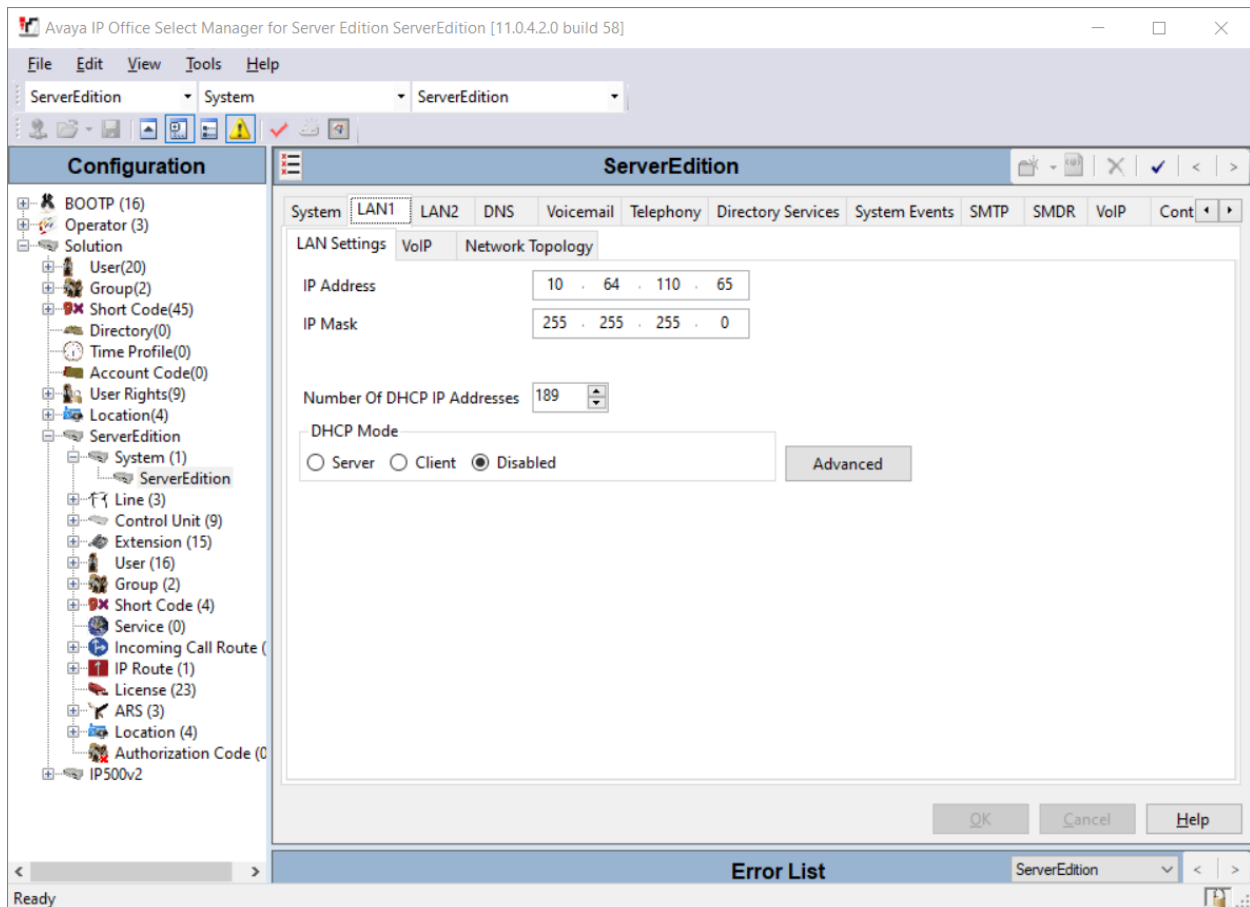 Avaya IP Office Select Manager for Server Edition ServerEdition [11.0.4.2.0 build 58]
File Edit View Tools Help
ServerEdition System ServerEdition
Configuration
BOOTP (16)
Operator (3)
Solution
User(20)
Group(2)
Short Code(45)
Directory(0)
Time Profile(0)
Account Code(0)
User Rights(9)
Location(4)
ServerEdition
System (1)
ServerEdition
Line (3)
Control Unit (9)
Extension (15)
User (16)
Group (2)
Short Code (4)
Service (0)
Incoming Call Route (
IP Route (1)
License (23)
ARS (3)
Location (4)
Authorization Code (0
IP500v2
ServerEdition
System LAN1 LAN2 DNS Voicemail Telephony Directory Services System Events SMTP SMDR VoIP Cont
LAN Settings VoIP Network Topology
IP Address 10 . 64 . 110 . 65
IP Mask 255 . 255 . 255 . 0
Number Of DHCP IP Addresses 189
DHCP Mode
Server Client Disabled
Advanced
OK Cancel Help
Error List ServerEdition
Ready